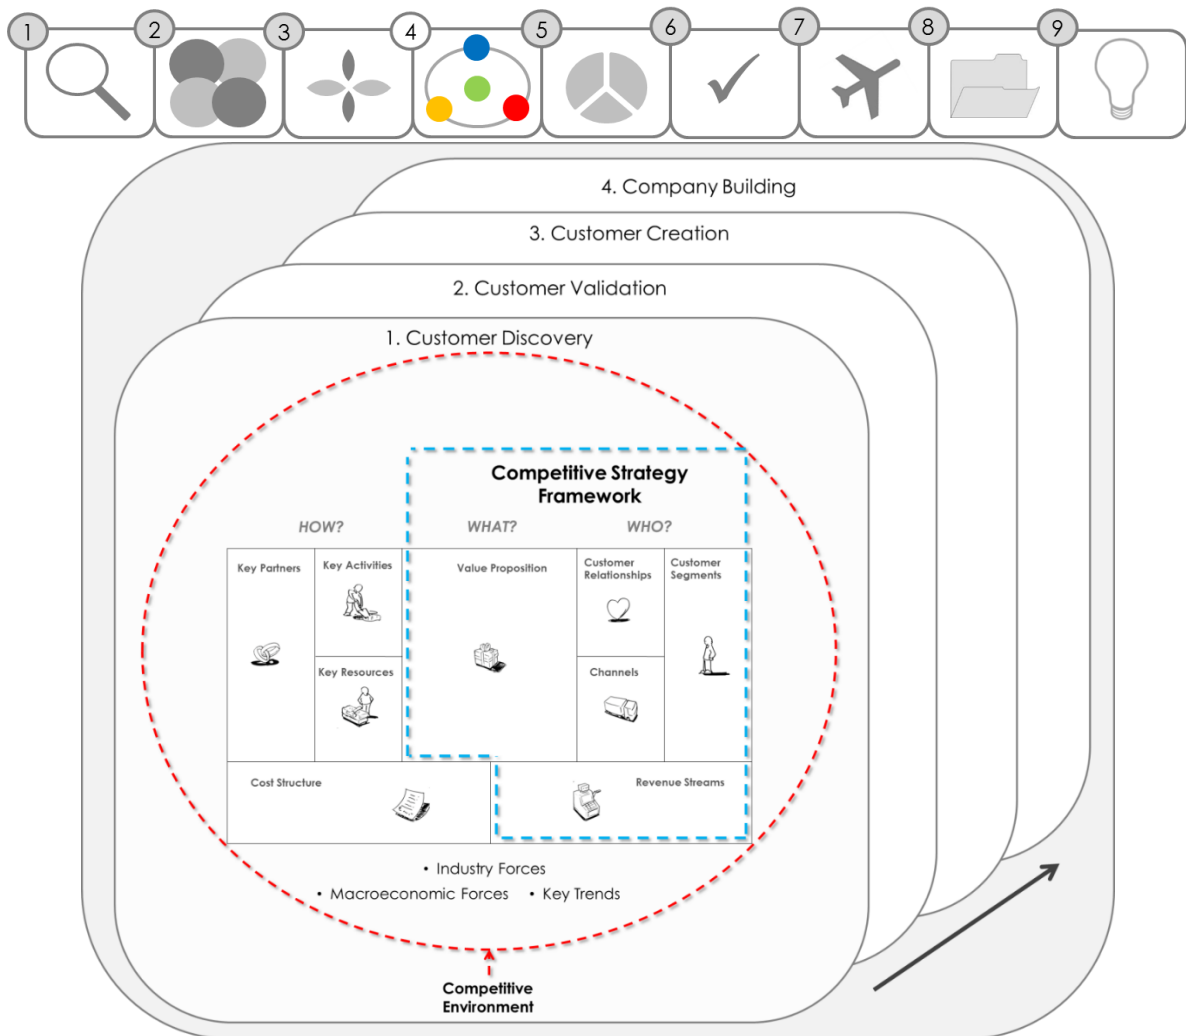 1 2 3 4 5 6 7 8 9
4. Company Building
3. Customer Creation
2. Customer Validation
1. Customer Discovery
Competitive Strategy
Framework
HOW? WHAT? WHO?
Key Partners
Key Activities
Value Proposition
Customer
Relationships
Customer
Segments
Key Resources
Channels
Cost Structure
Revenue Streams
• Industry Forces
• Macroeconomic Forces • Key Trends
Competitive
Environment